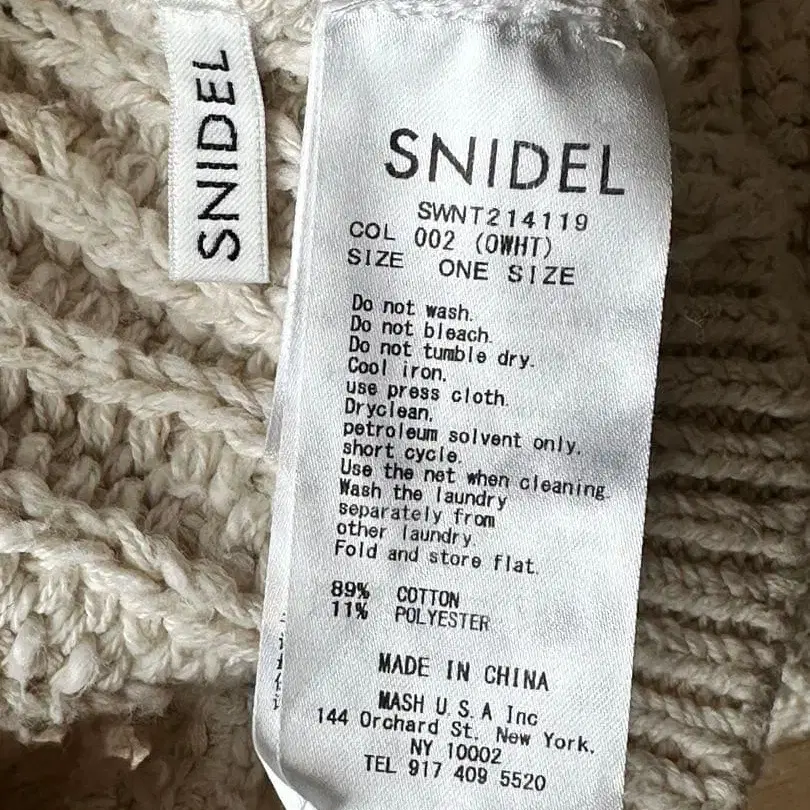 SNIDEL
SNIDEL
SWNT214119
COL 002 (OWHT)
SIZE ONE SIZE
Do not wash.
Do not bleach.
Do not tumble dry.
Cool iron.
use press cloth.
Dryclean.
petroleum solvent only.
short cycle.
Use the net when cleaning.
Wash the laundry
separately from
other laundry.
Fold and store flat.
89% COTTON
11% POLYESTER
MADE IN CHINA
MASH U.S.A Inc
144 Orchard St. New York.
NY 10002
TEL 917 409 5520